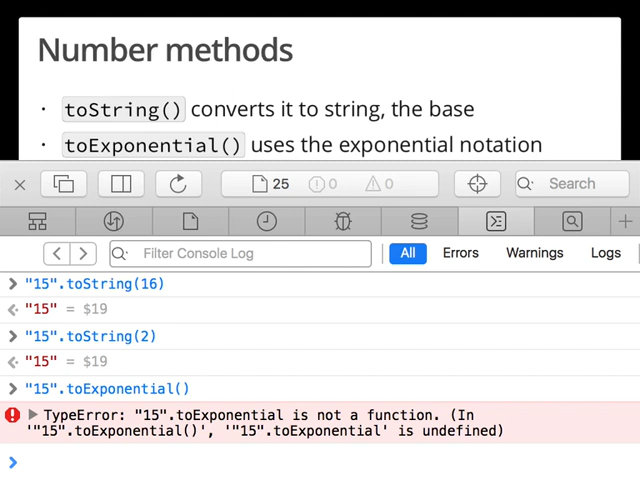 Number methods
· toString() converts it to string, the base
· toExponential() uses the exponential notation
25 0 0 Search
Filter Console Log All Errors Warnings Logs
"15".toString(16)
"15" = $19
"15".toString(2)
"15" = $19
"15".toExponential()
TypeError: "15".toExponential is not a function. (In
'"15".toExponential()', '"15".toExponential' is undefined)